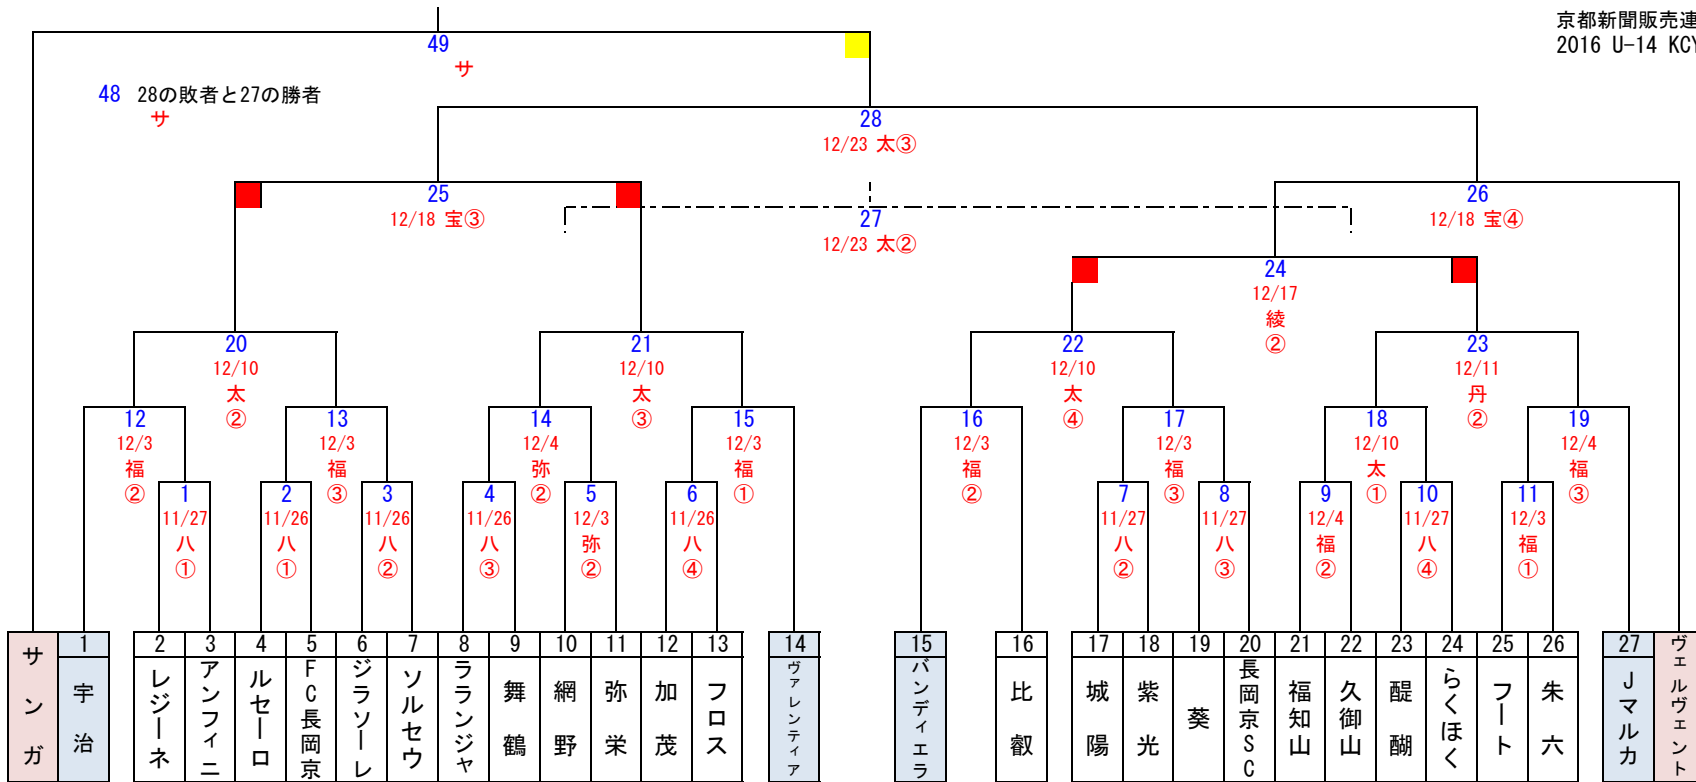 京都新聞販売連
2016 U-14 KCY
49
サ
48 28の敗者と27の勝者
サ
28
12/23 太③
25
12/18 宝③
27
12/23 太②
26
12/18 宝④
24
12/17
綾
②
20
12/10
太
②
21
12/10
太
③
22
12/10
太
④
23
12/11
丹
②
12
12/3
福
②
13
12/3
福
③
14
12/4
弥
②
15
12/3
福
①
16
12/3
福
②
17
12/3
福
③
18
12/10
太
①
19
12/4
福
③
1
11/27
八
①
2
11/26
八
①
3
11/26
八
②
4
11/26
八
③
5
12/3
弥
②
6
11/26
八
④
7
11/27
八
②
8
11/27
八
③
9
12/4
福
②
10
11/27
八
④
11
12/3
福
①
サンガ
1 宇治
2 レジーネ
3 アンフィニ
4 ルセーロ
5 FC長岡京
6 ジラソーレ
7 ソルセウ
8 ラランジャ
9 舞鶴
10 網野
11 弥栄
12 加茂
13 フロス
14 ヴァレンティア
15 バンディエラ
16 比叡
17 城陽
18 紫光
19 葵
20 長岡京SC
21 福知山
22 久御山
23 醍醐
24 らくほく
25 フート
26 朱六
27 Jマルカ
ヴェルヴェント